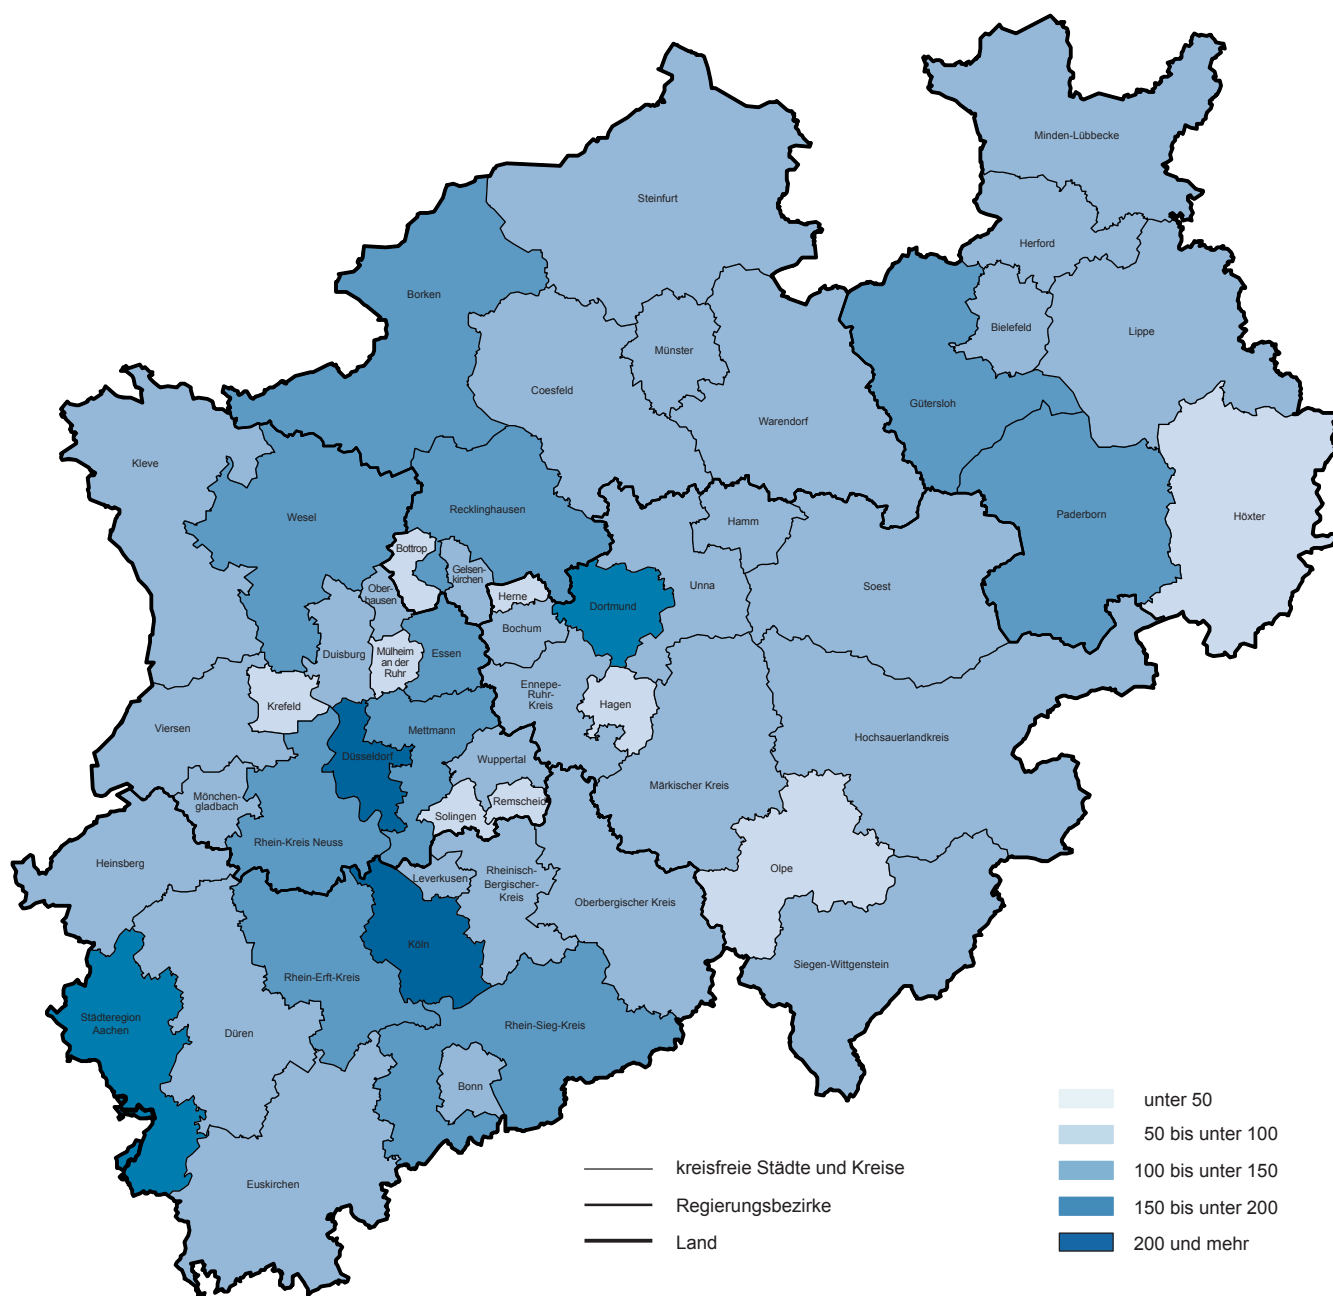 Minden-Lübbecke
Steinfurt
Herford
Borken
Bielefeld
Lippe
Münster
Coesfeld
Gütersloh
Warendorf
Kleve
Recklinghausen
Wesel
Paderborn
Höxter
Hamm
Bottrop
Gelsen-
kirchen
Unna
Soest
Ober-
hausen
Herne
Dortmund
Bochum
Duisburg
Mülheim
an der
Ruhr
Essen
Ennepe-
Ruhr-
Kreis
Hagen
Krefeld
Viersen
Mettmann
Hochsauerlandkreis
Düsseldorf
Wuppertal
Märkischer Kreis
Mönchen-
gladbach
Remscheid
Solingen
Rhein-Kreis Neuss
Heinsberg
Olpe
Leverkusen
Rheinisch-
Bergischer-
Kreis
Oberbergischer Kreis
Köln
Siegen-Wittgenstein
Rhein-Erft-Kreis
Städteregion
Aachen
Düren
Rhein-Sieg-Kreis
Bonn
Euskirchen
kreisfreie Städte und Kreise
Regierungsbezirke
Land
unter 50
50 bis unter 100
100 bis unter 150
150 bis unter 200
200 und mehr